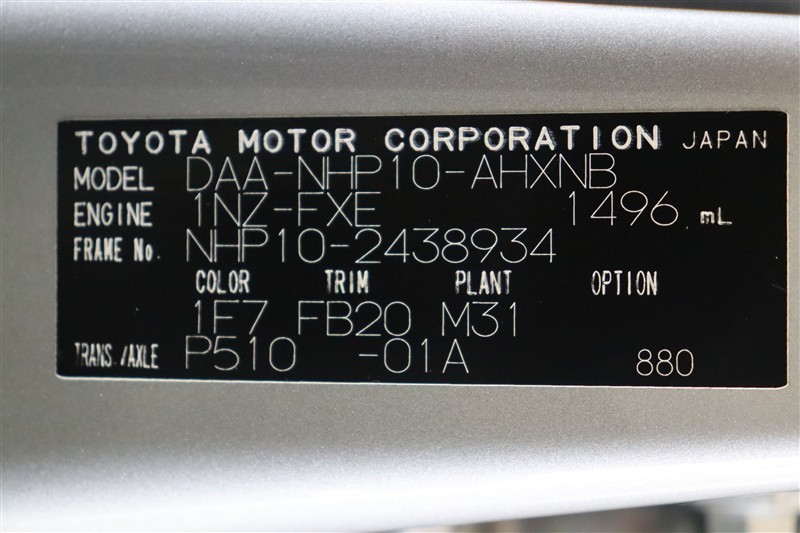 TOYOTA MOTOR CORPORATION JAPAN
MODEL DAA-NHP10-AHXNB
ENGINE 1NZ-FXE 1496 mL
FRAME No. NHP10-2438934
COLOR TRIM PLANT OPTION
1F7 FB20 M31
TRANS./AXLE P510 -01A 880